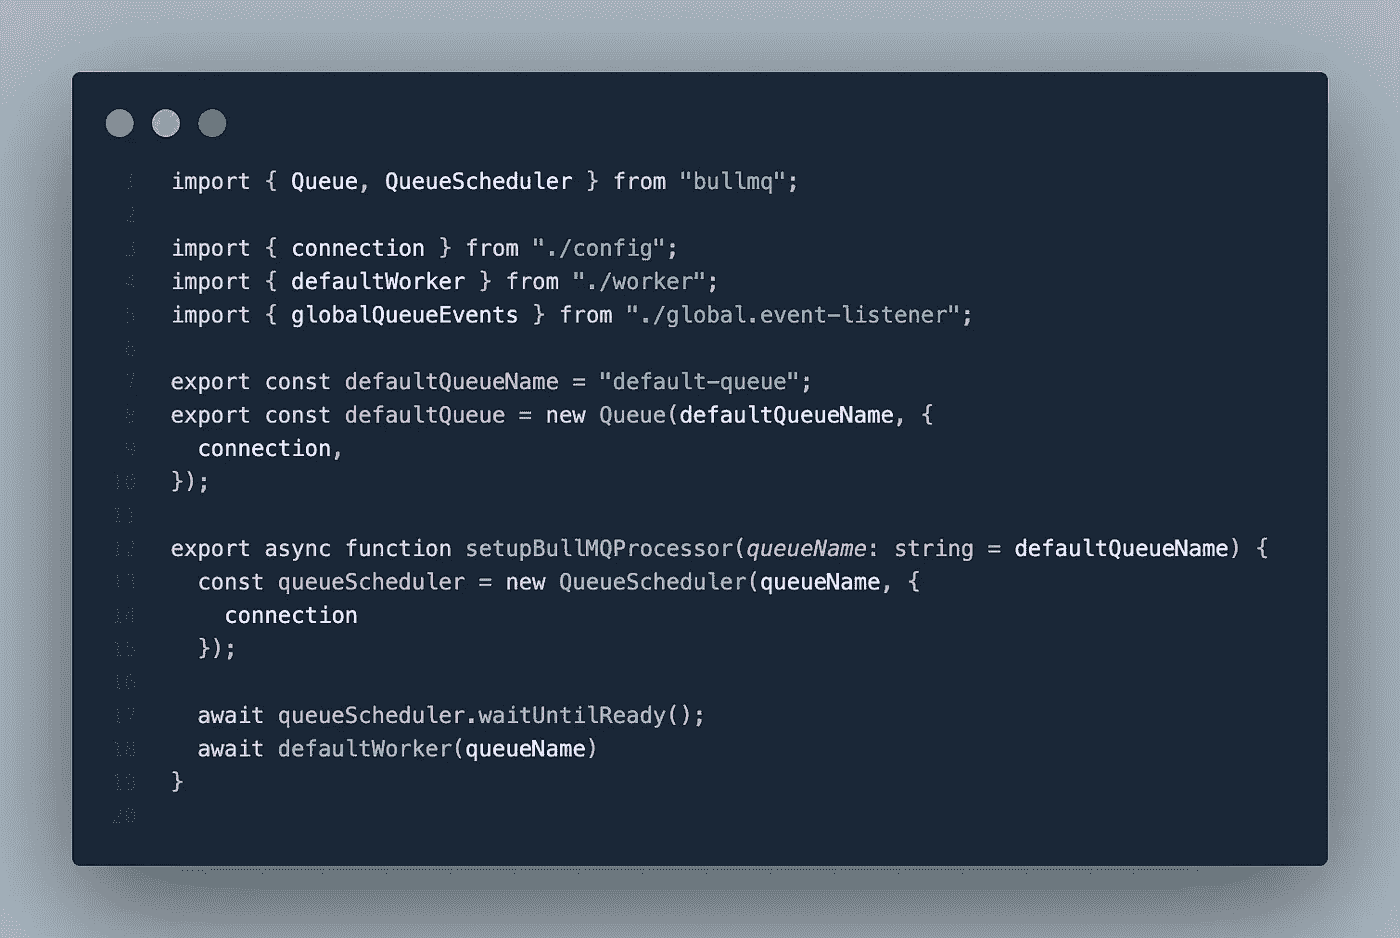 1 import { Queue, QueueScheduler } from "bullmq";
2
3 import { connection } from "./config";
4 import { defaultWorker } from "./worker";
5 import { globalQueueEvents } from "./global.event-listener";
6
7 export const defaultQueueName = "default-queue";
8 export const defaultQueue = new Queue(defaultQueueName, {
9   connection,
10 });
11
12 export async function setupBullMQProcessor(queueName: string = defaultQueueName) {
13   const queueScheduler = new QueueScheduler(queueName, {
14     connection
15   });
16
17   await queueScheduler.waitUntilReady();
18   await defaultWorker(queueName)
19 }
20